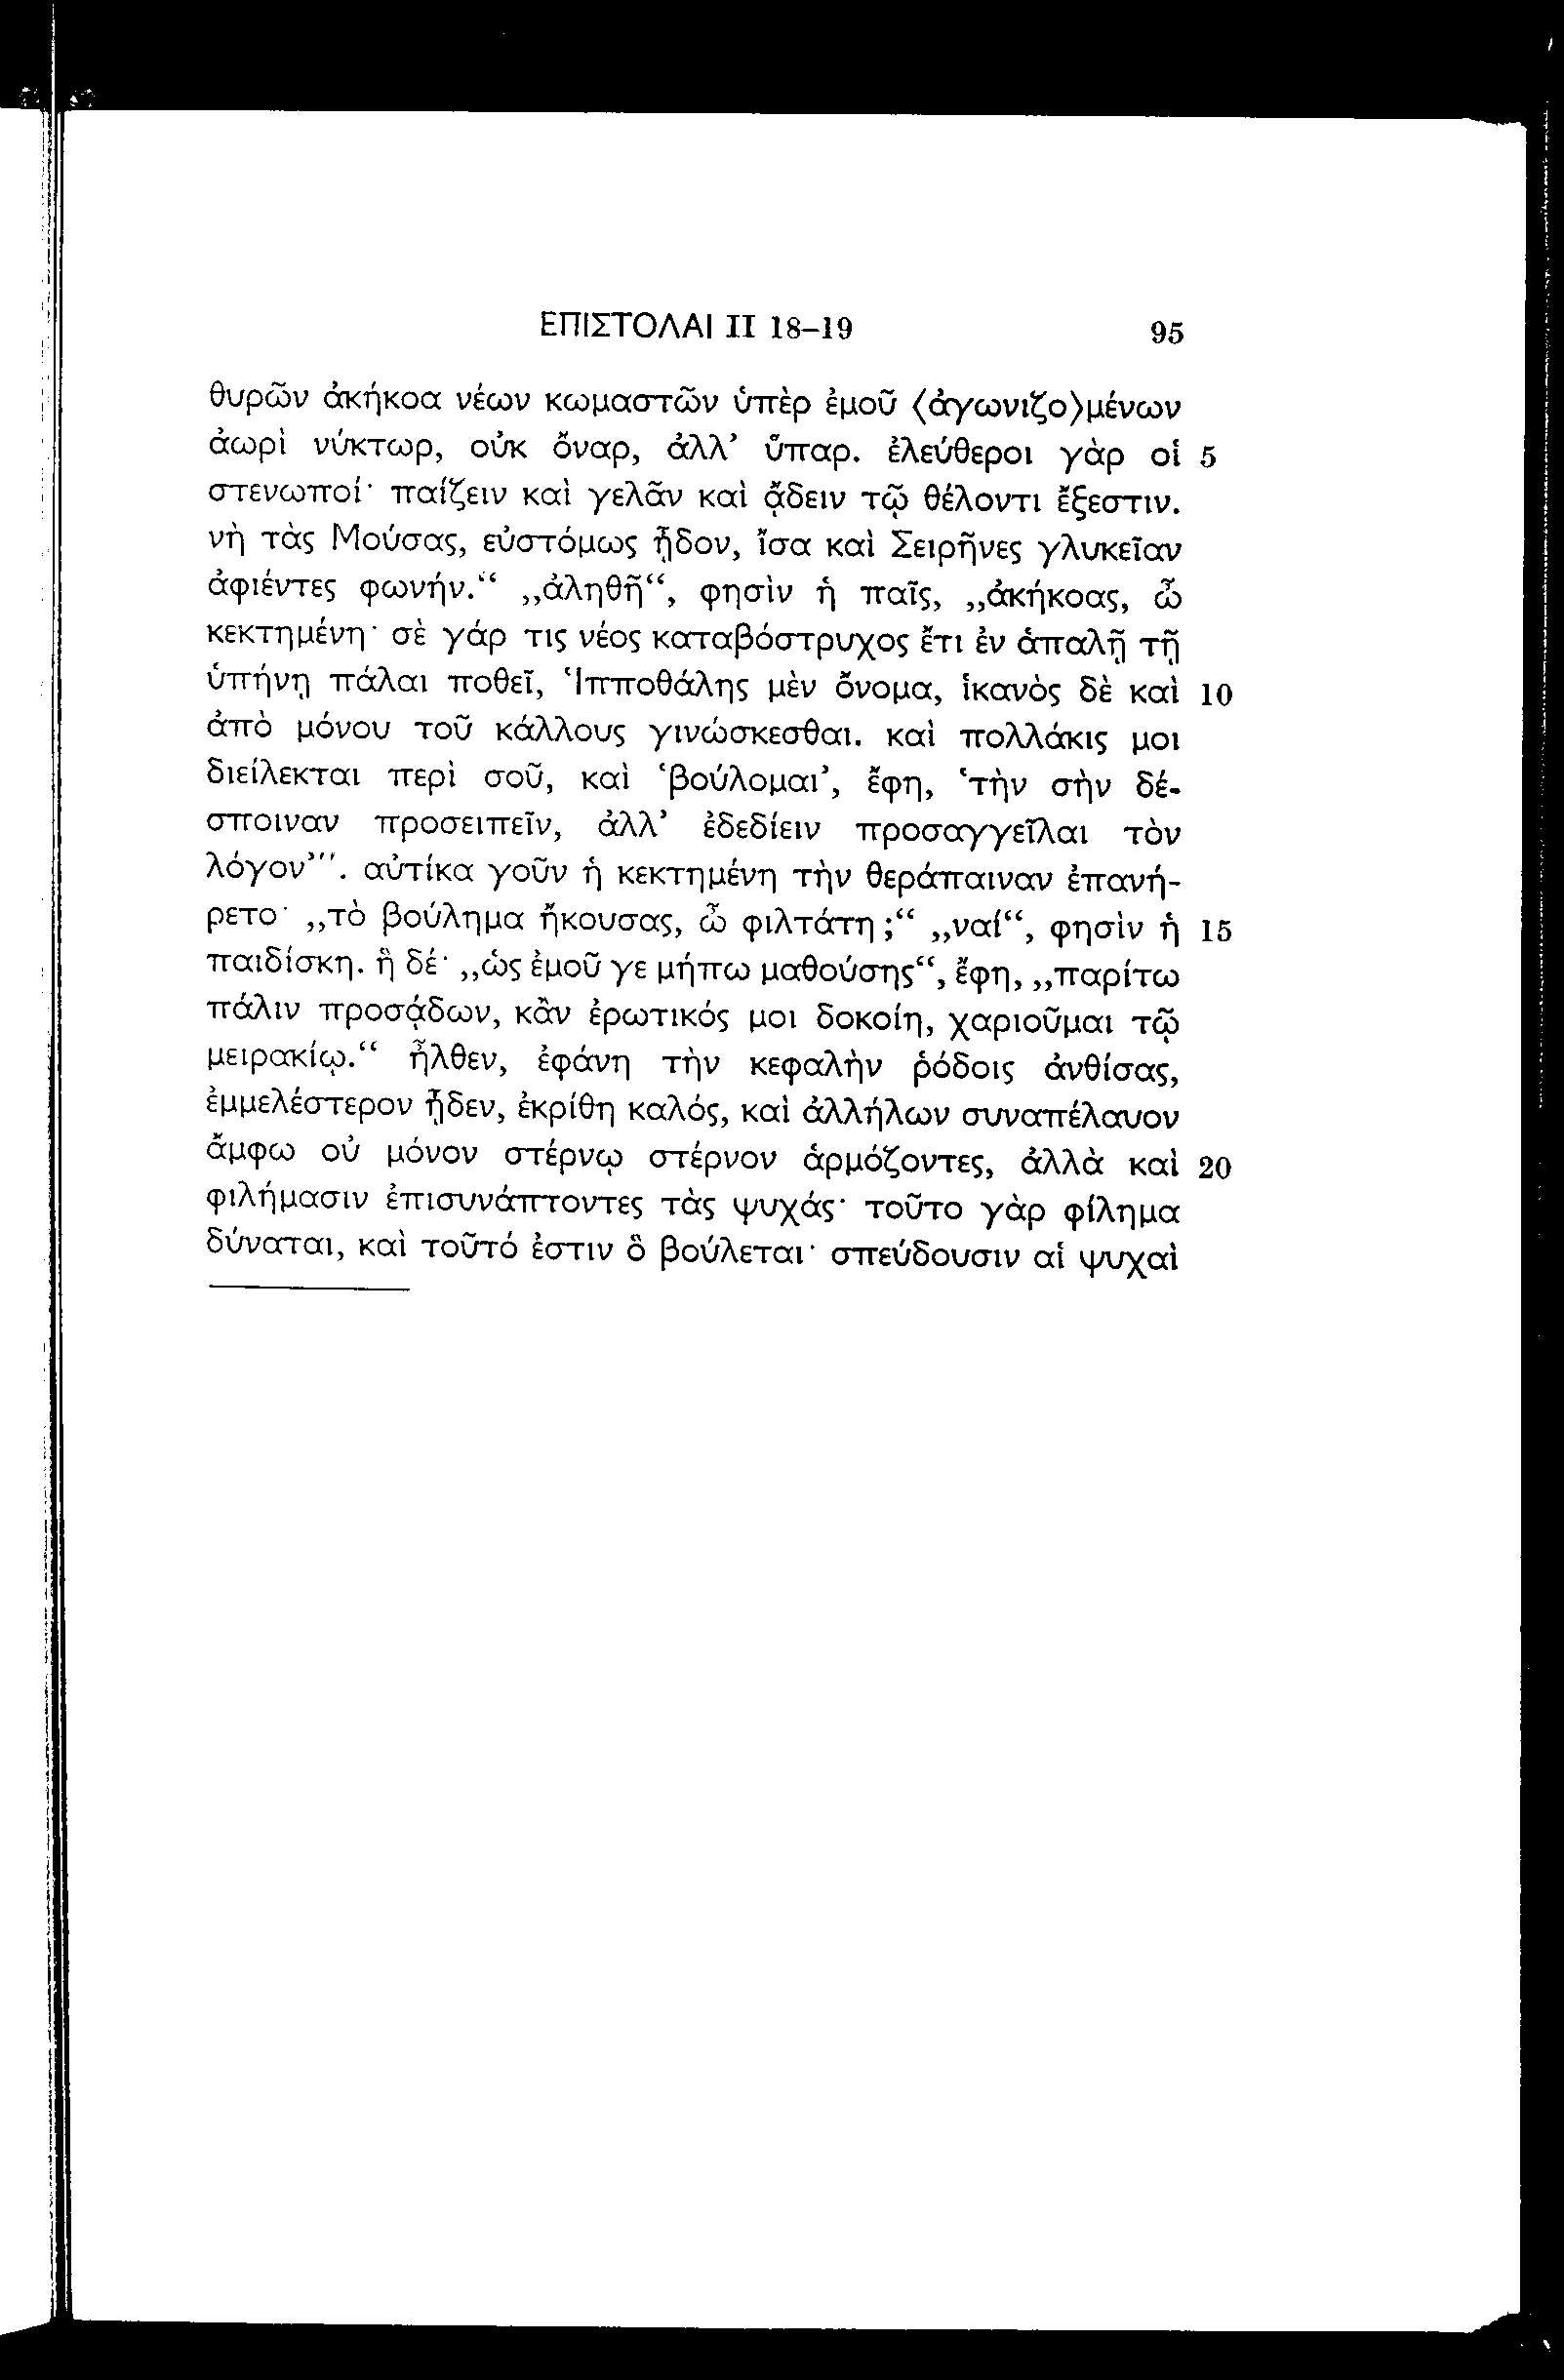 ΕΠΙΣΤΟΛΑΙ II 18–19 95
θυρῶν ἀκήκοα νέων κωμαστῶν ὑπὲρ ἐμοῦ ⟨ἀγωνιζο⟩μένων
ἀωρὶ νύκτωρ, οὐκ ὄναρ, ἀλλ’ ὕπαρ. ἐλεύθεροι γὰρ οἱ 5
στενωποί· παίζειν καὶ γελᾶν καὶ ᾄδειν τῷ θέλοντι ἔξεστιν.
νὴ τὰς Μούσας, εὐστόμως ᾖδον, ἴσα καὶ Σειρῆνες γλυκεῖαν
ἀφιέντες φωνήν.“ „ἀληθῆ“, φησὶν ἡ παῖς, „ἀκήκοας, ὦ
κεκτημένη· σὲ γάρ τις νέος καταβόστρυχος ἔτι ἐν ἁπαλῇ τῇ
ὑπήνῃ πάλαι ποθεῖ, Ἱπποθάλης μὲν ὄνομα, ἱκανὸς δὲ καὶ 10
ἀπὸ μόνου τοῦ κάλλους γινώσκεσθαι. καὶ πολλάκις μοι
διείλεκται περὶ σοῦ, καὶ ‘βούλομαι’, ἔφη, ‘τὴν σὴν δέ-
σποιναν προσειπεῖν, ἀλλ’ ἐδεδίειν προσαγγεῖλαι τὸν
λόγον’“. αὐτίκα γοῦν ἡ κεκτημένη τὴν θεράπαιναν ἐπανή-
ρετο· „τὸ βούλημα ἤκουσας, ὦ φιλτάτη;“ „ναί“, φησὶν ἡ 15
παιδίσκη. ἣ δέ· „ὡς ἐμοῦ γε μήπω μαθούσης“, ἔφη, „παρίτω
πάλιν προσᾴδων, κἂν ἐρωτικός μοι δοκοίη, χαριοῦμαι τῷ
μειρακίῳ.“ ἦλθεν, ἐφάνη τὴν κεφαλὴν ῥόδοις ἀνθίσας,
ἐμμελέστερον ᾖδεν, ἐκρίθη καλός, καὶ ἀλλήλων συναπέλαυον
ἄμφω οὐ μόνον στέρνῳ στέρνον ἁρμόζοντες, ἀλλὰ καὶ 20
φιλήμασιν ἐπισυνάπτοντες τὰς ψυχάς· τοῦτο γὰρ φίλημα
δύναται, καὶ τοῦτό ἐστιν ὃ βούλεται· σπεύδουσιν αἱ ψυχαὶ